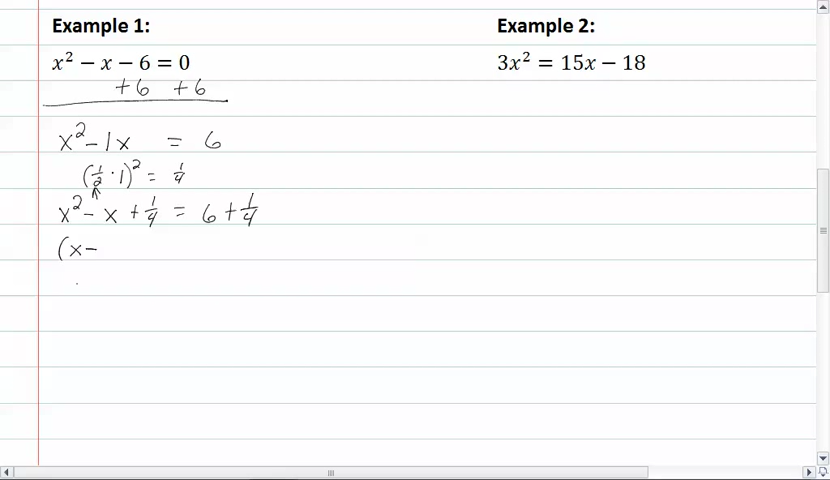 Example 1:
x² − x − 6 = 0
+6 +6
x² − 1x = 6
(1/2 · 1)² = 1/4
x² − x + 1/4 = 6 + 1/4
(x −
Example 2:
3x² = 15x − 18